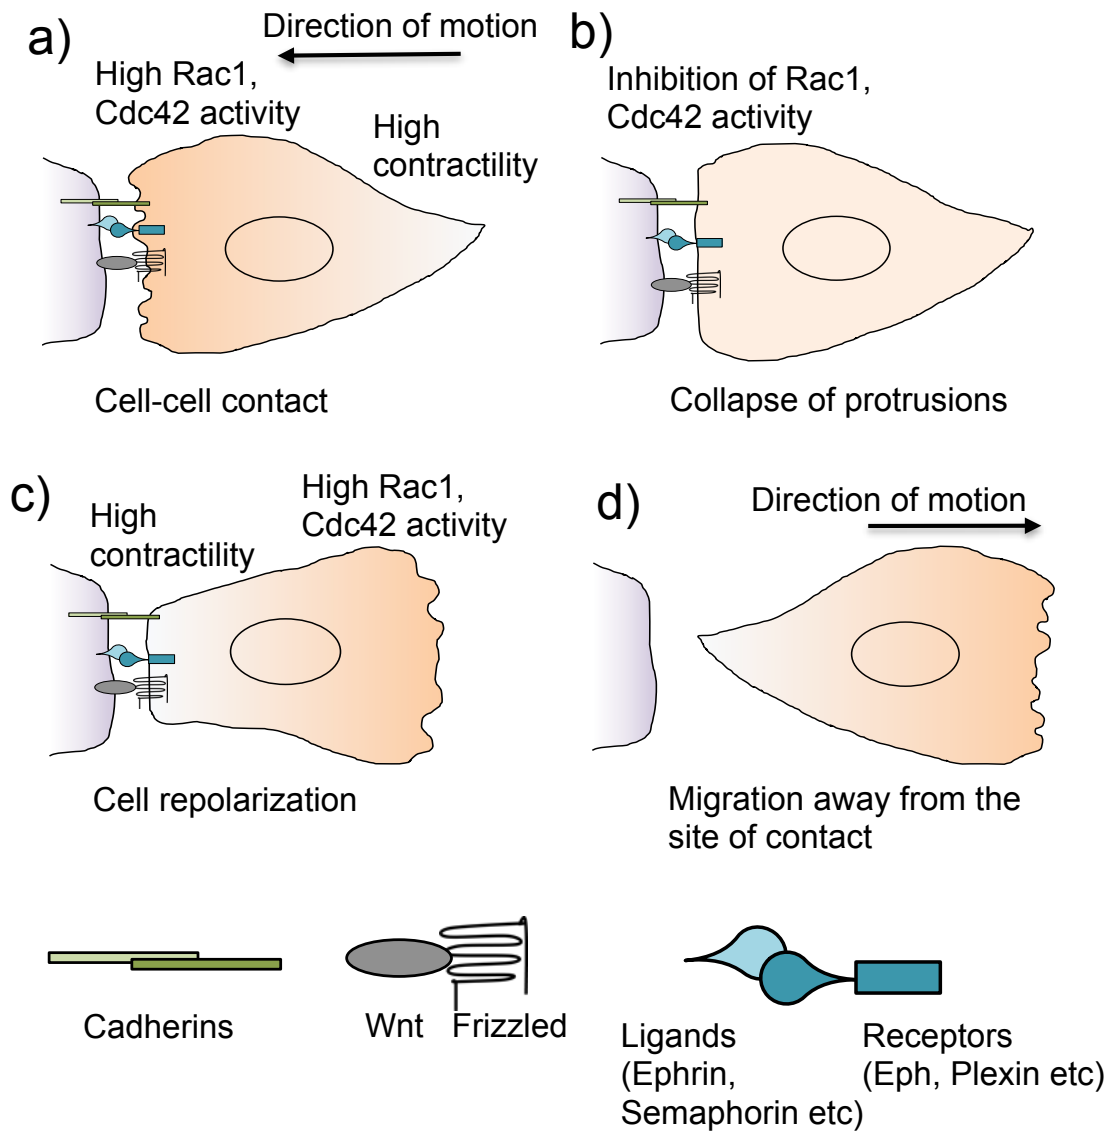 a)
Direction of motion
High Rac1,
Cdc42 activity
High
contractility
Cell-cell contact
b)
Inhibition of Rac1,
Cdc42 activity
Collapse of protrusions
c)
High
contractility
High Rac1,
Cdc42 activity
Cell repolarization
d)
Direction of motion
Migration away from the
site of contact
Cadherins
Wnt
Frizzled
Ligands
(Ephrin,
Semaphorin etc)
Receptors
(Eph, Plexin etc)